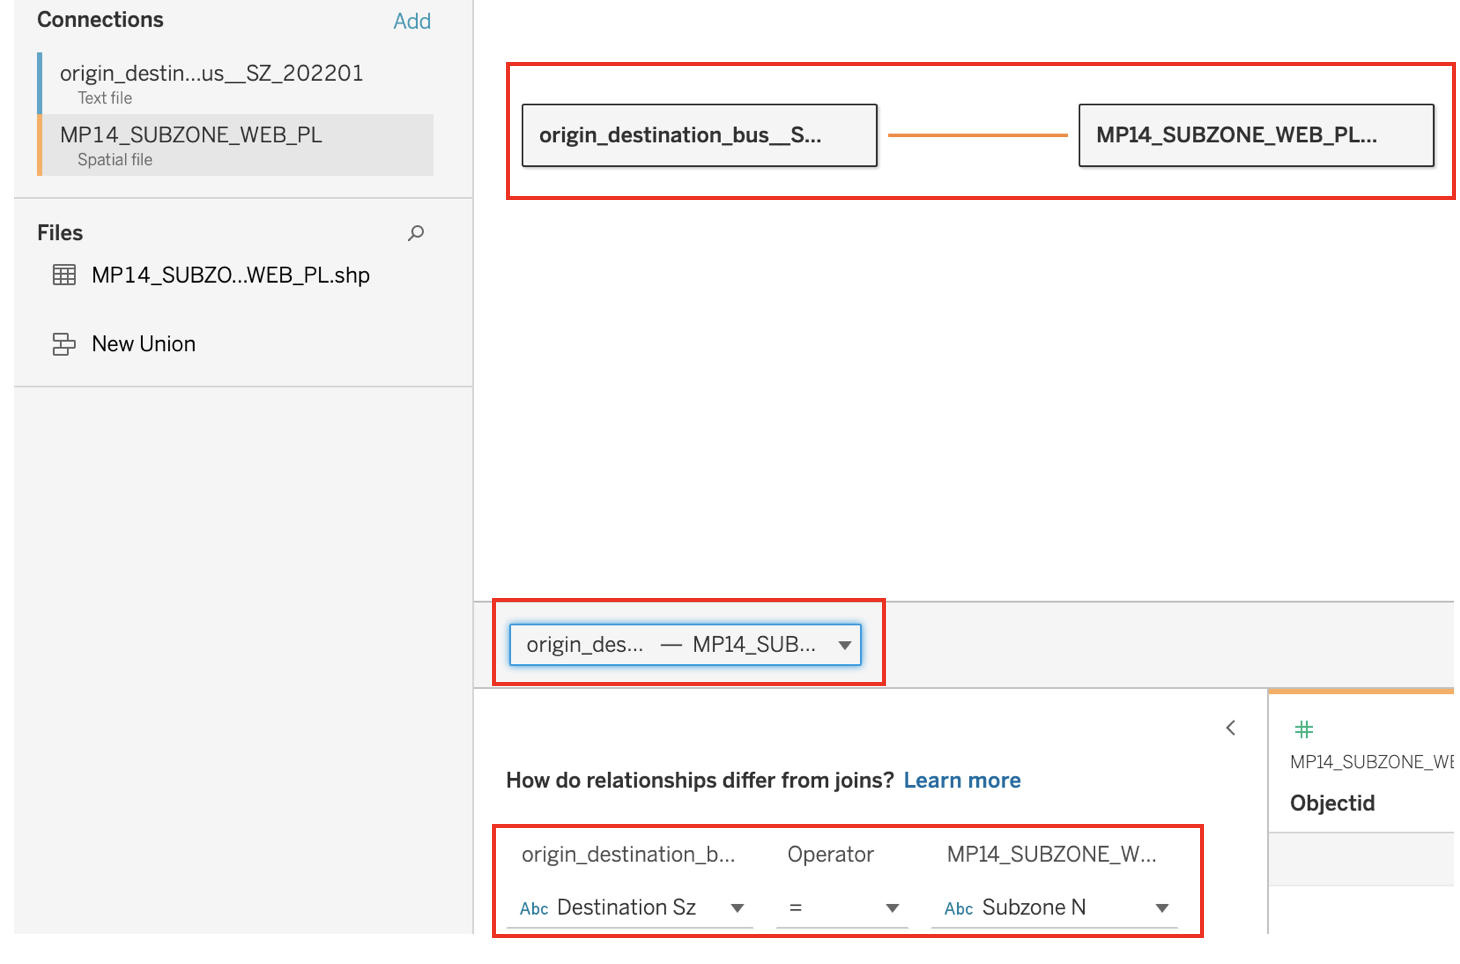 Connections Add
origin_destin...us__SZ_202201
Text file
MP14_SUBZONE_WEB_PL
Spatial file
Files
MP14_SUBZO...WEB_PL.shp
New Union
origin_destination_bus__S...
MP14_SUBZONE_WEB_PL...
origin_des... — MP14_SUB...
How do relationships differ from joins? Learn more
origin_destination_b... Operator MP14_SUBZONE_W...
Abc Destination Sz = Abc Subzone N
#
MP14_SUBZONE_WE
Objectid